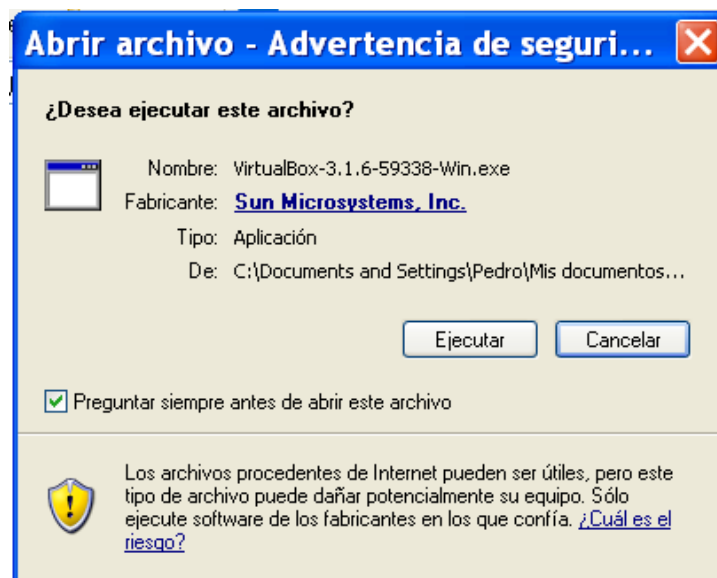 Abrir archivo - Advertencia de seguri...
¿Desea ejecutar este archivo?
Nombre: VirtualBox-3.1.6-59338-Win.exe
Fabricante: Sun Microsystems, Inc.
Tipo: Aplicación
De: C:\Documents and Settings\Pedro\Mis documentos...
Ejecutar Cancelar
Preguntar siempre antes de abrir este archivo
Los archivos procedentes de Internet pueden ser útiles, pero este
tipo de archivo puede dañar potencialmente su equipo. Sólo
ejecute software de los fabricantes en los que confía. ¿Cuál es el
riesgo?